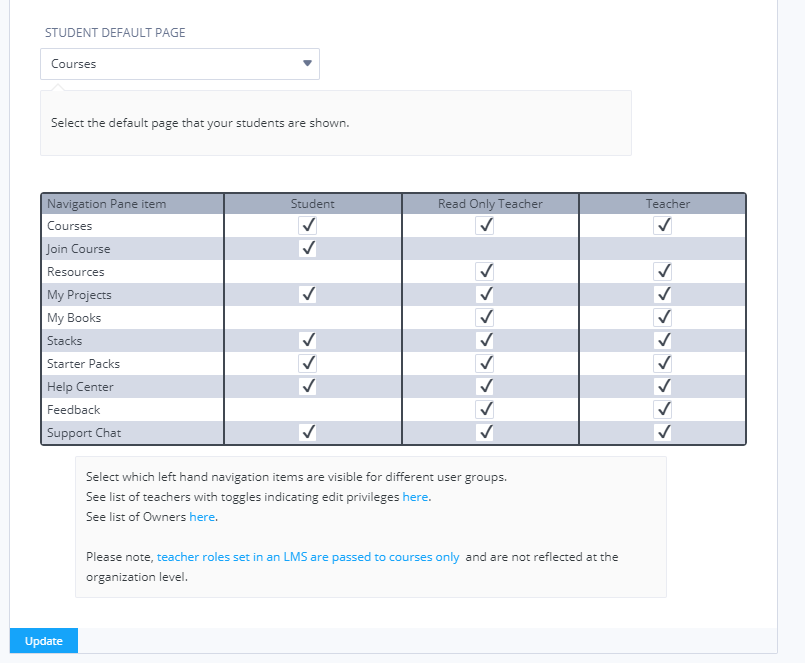 STUDENT DEFAULT PAGE
Courses
Select the default page that your students are shown.
Navigation Pane item Student Read Only Teacher Teacher
Courses
Join Course
Resources
My Projects
My Books
Stacks
Starter Packs
Help Center
Feedback
Support Chat
Select which left hand navigation items are visible for different user groups.
See list of teachers with toggles indicating edit privileges here.
See list of Owners here.
Please note, teacher roles set in an LMS are passed to courses only and are not reflected at the
organization level.
Update